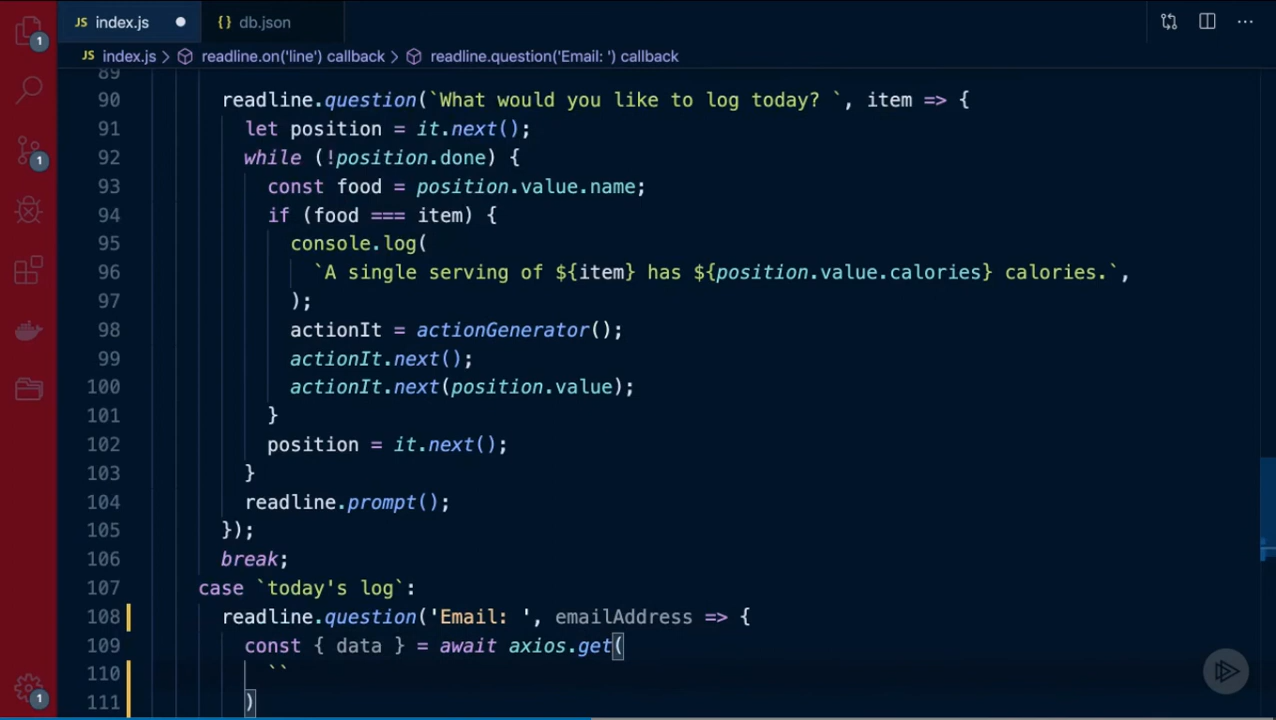 JS index.js ● {} db.json ...
1
JS index.js > readline.on('line') callback > readline.question('Email: ') callback
89
90 readline.question(`What would you like to log today? `, item => {
91 let position = it.next();
1
92 while (!position.done) {
93 const food = position.value.name;
94 if (food === item) {
95 console.log(
96 `A single serving of ${item} has ${position.value.calories} calories.`,
97 );
98 actionIt = actionGenerator();
99 actionIt.next();
100 actionIt.next(position.value);
101 }
102 position = it.next();
103 }
104 readline.prompt();
105 });
106 break;
107 case `today's log`:
108 readline.question('Email: ', emailAddress => {
109 const { data } = await axios.get(
110 ``
1
111 )